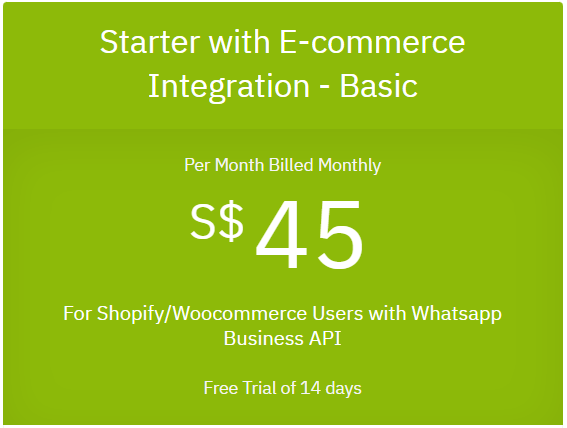 Starter with E-commerce
Integration - Basic
Per Month Billed Monthly
S$ 45
For Shopify/Woocommerce Users with Whatsapp
Business API
Free Trial of 14 days